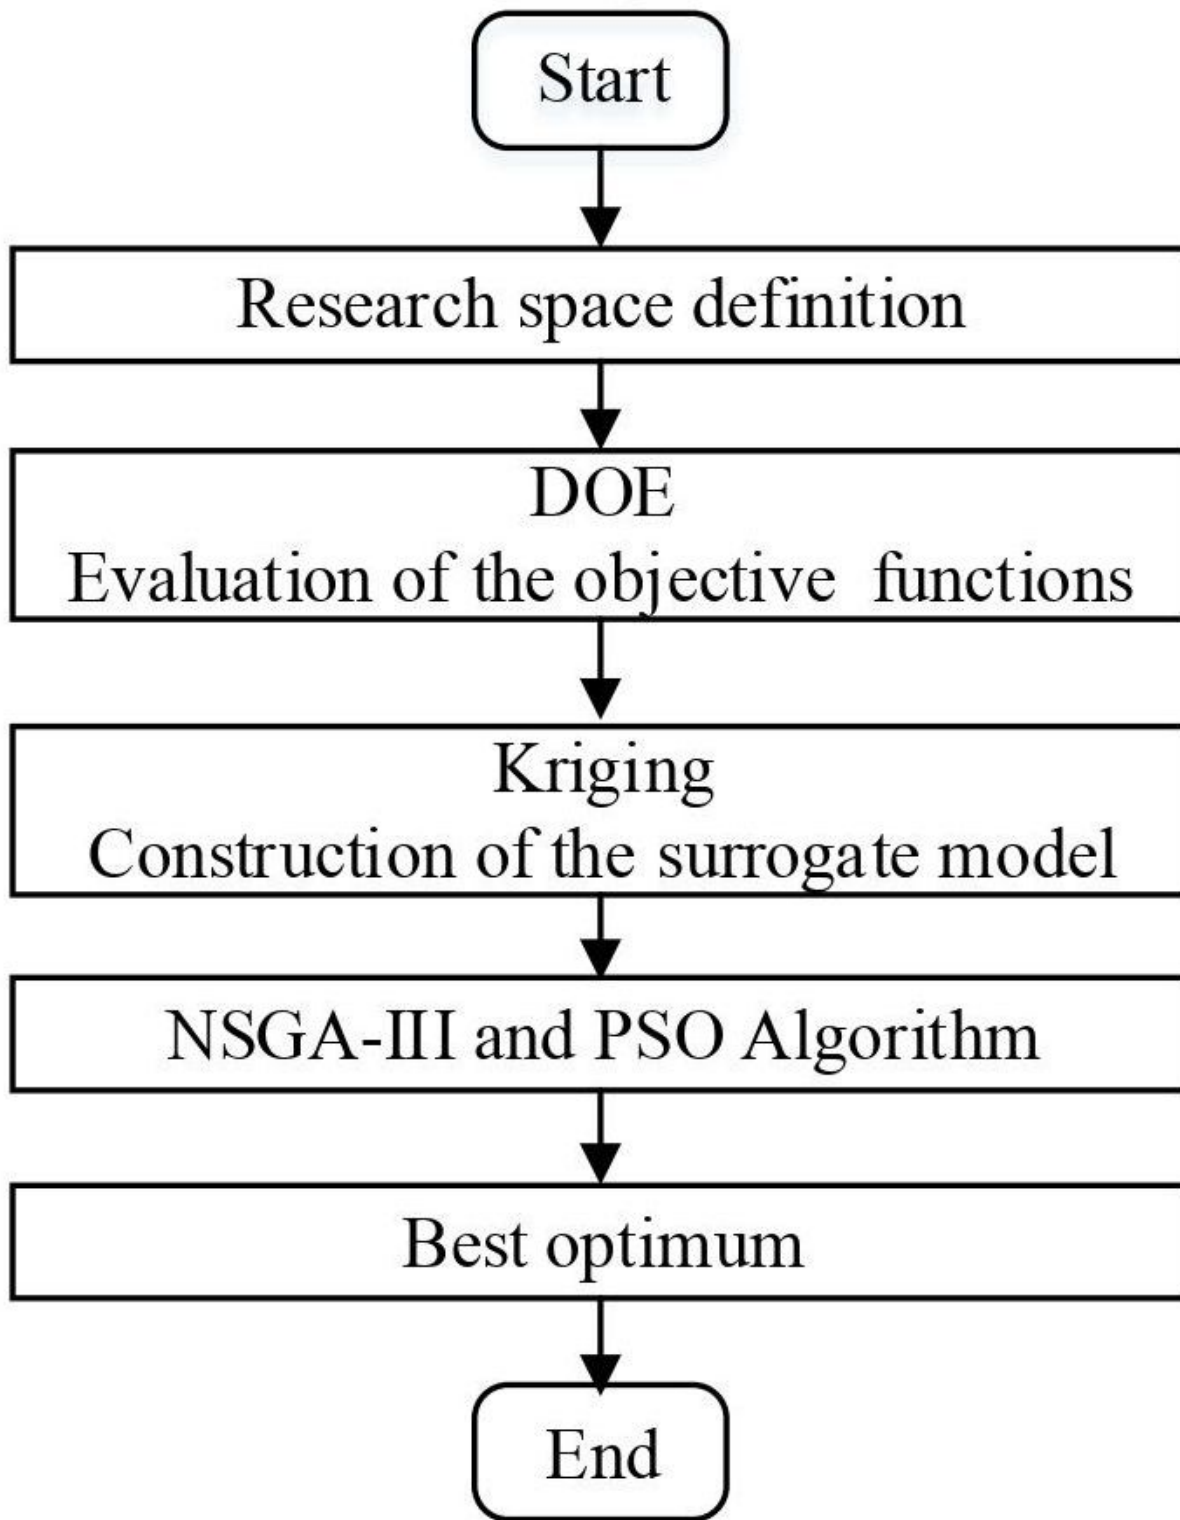 Start
Research space definition
DOE
Evaluation of the objective functions
Kriging
Construction of the surrogate model
NSGA-III and PSO Algorithm
Best optimum
End